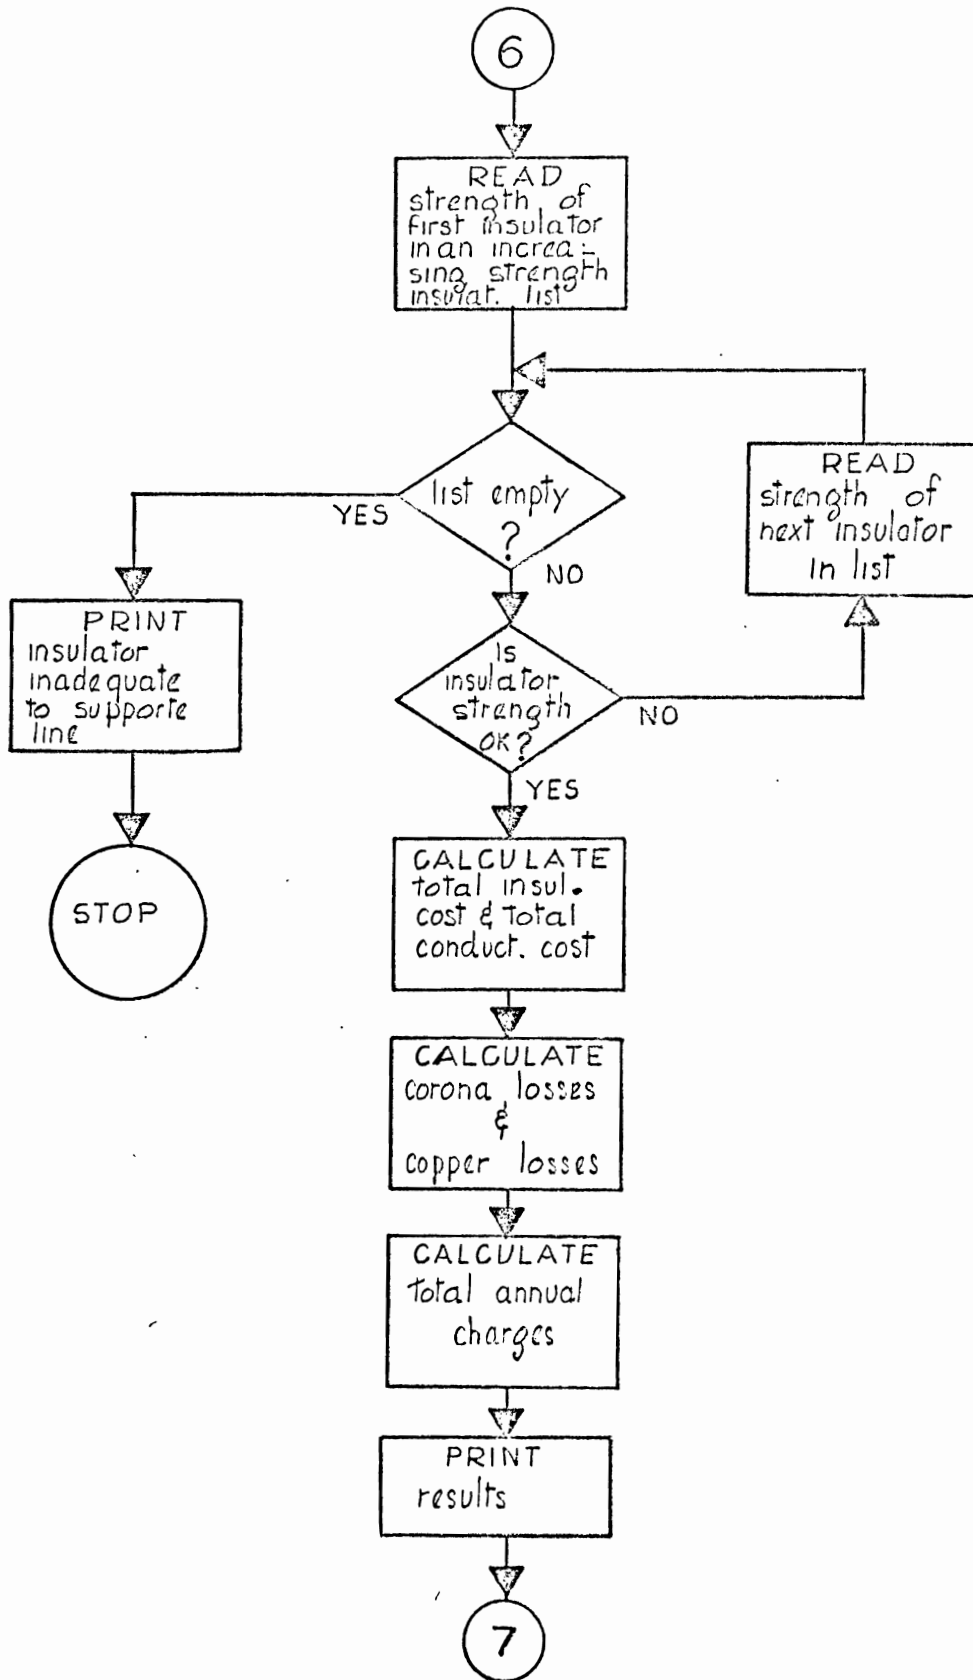 6
READ
strength of
first insulator
in an increa-
sing strength
insulat. list
list empty
?
YES
NO
READ
strength of
next insulator
in list
PRINT
insulator
inadequate
to supporte
line
Is
insulator
strength
OK?
NO
YES
STOP
CALCULATE
total insul.
cost & total
conduct. cost
CALCULATE
corona losses
&
copper losses
CALCULATE
total annual
charges
PRINT
results
7